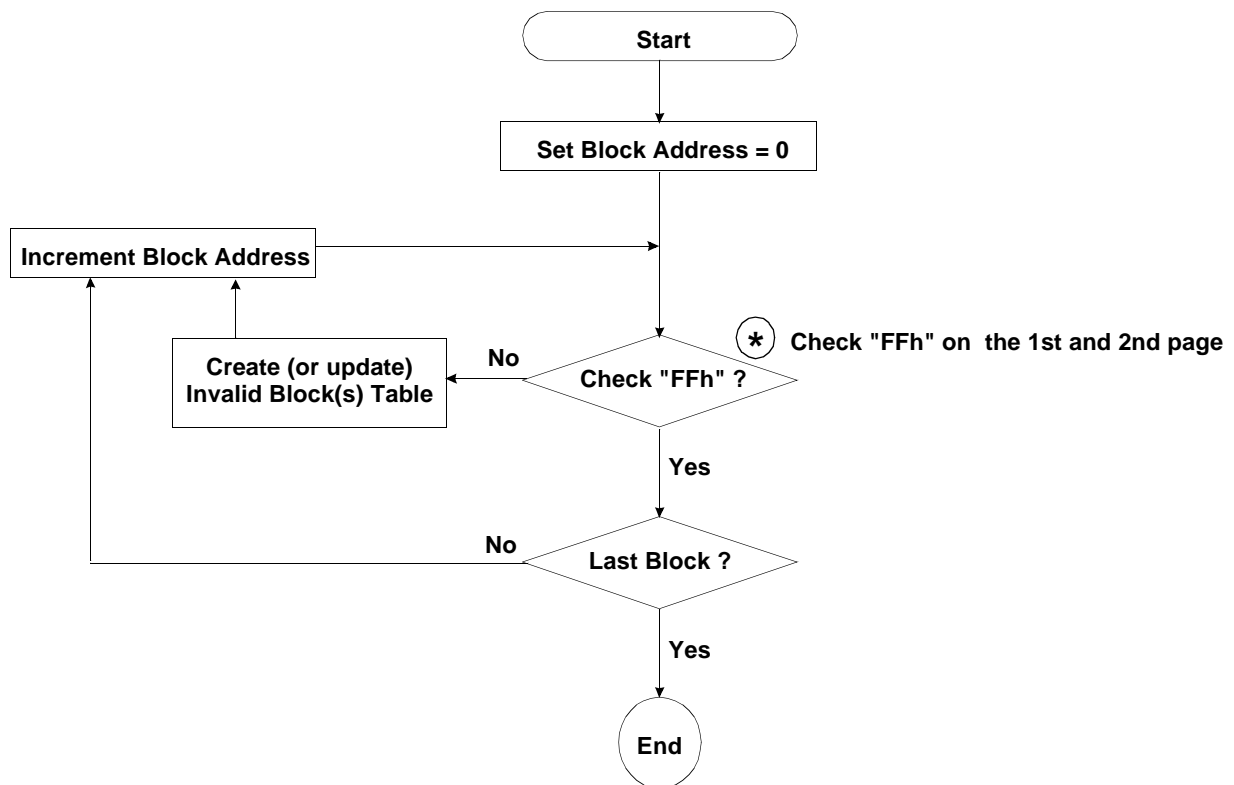 Start
Set Block Address = 0
Increment Block Address
* Check "FFh" on the 1st and 2nd page
No
Create (or update)
Invalid Block(s) Table
Check "FFh" ?
Yes
No
Last Block ?
Yes
End